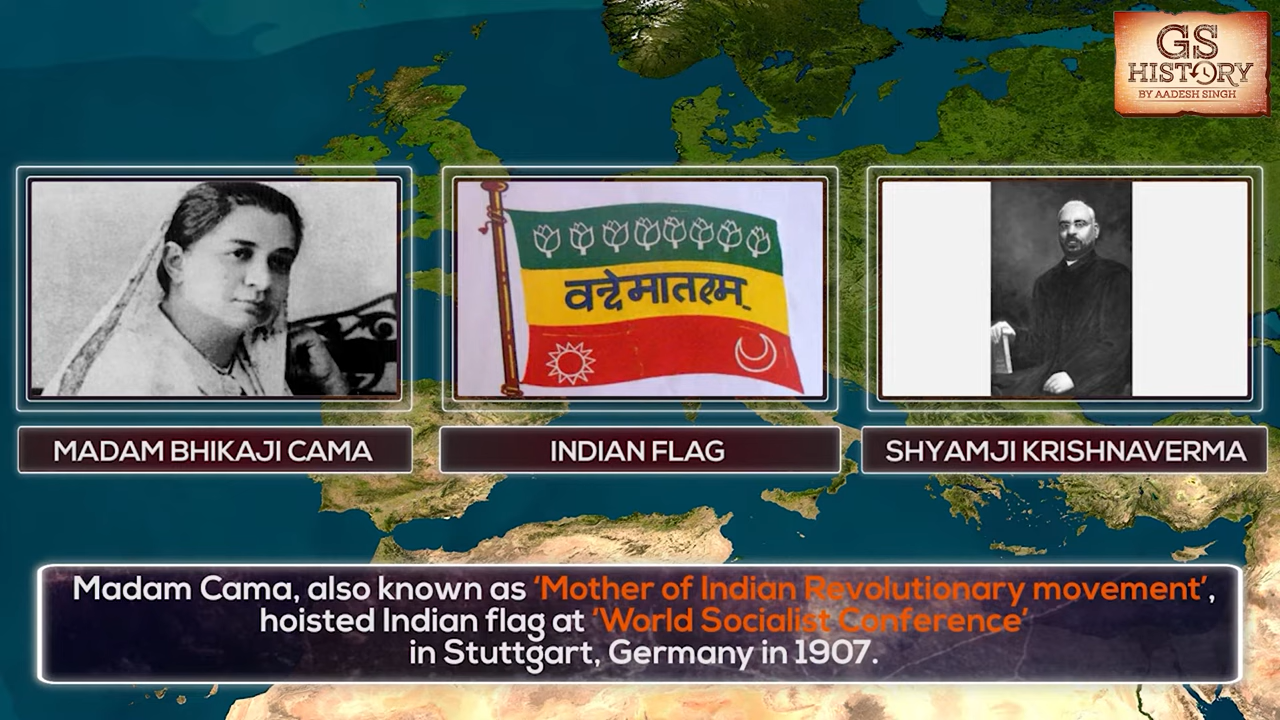 GS
HISTORY
BY AADESH SINGH
वन्देमातरम्
MADAM BHIKAJI CAMA
INDIAN FLAG
SHYAMJI KRISHNAVERMA
Madam Cama, also known as ‘Mother of Indian Revolutionary movement’,
hoisted Indian flag at ‘World Socialist Conference’
in Stuttgart, Germany in 1907.